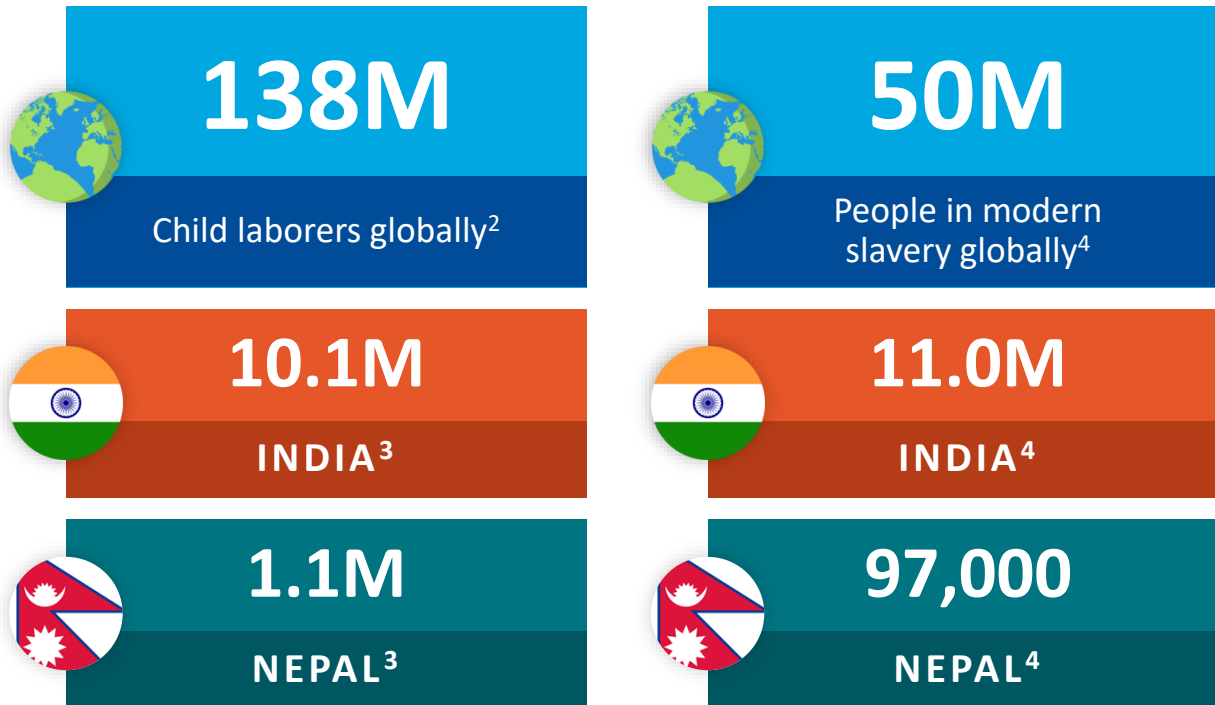 138M
Child laborers globally²
10.1M
INDIA³
1.1M
NEPAL³
50M
People in modern
slavery globally⁴
11.0M
INDIA⁴
97,000
NEPAL⁴